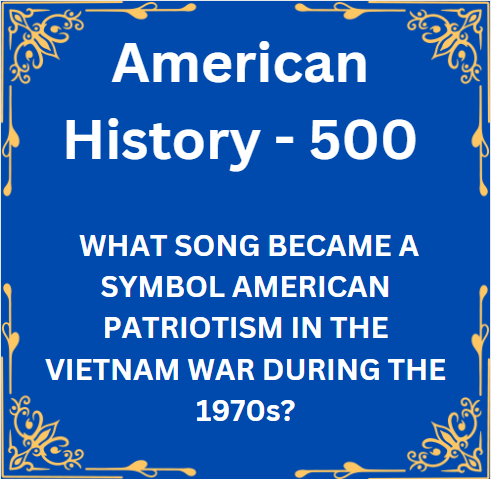 American
History - 500
WHAT SONG BECAME A
SYMBOL AMERICAN
PATRIOTISM IN THE
VIETNAM WAR DURING THE
1970s?